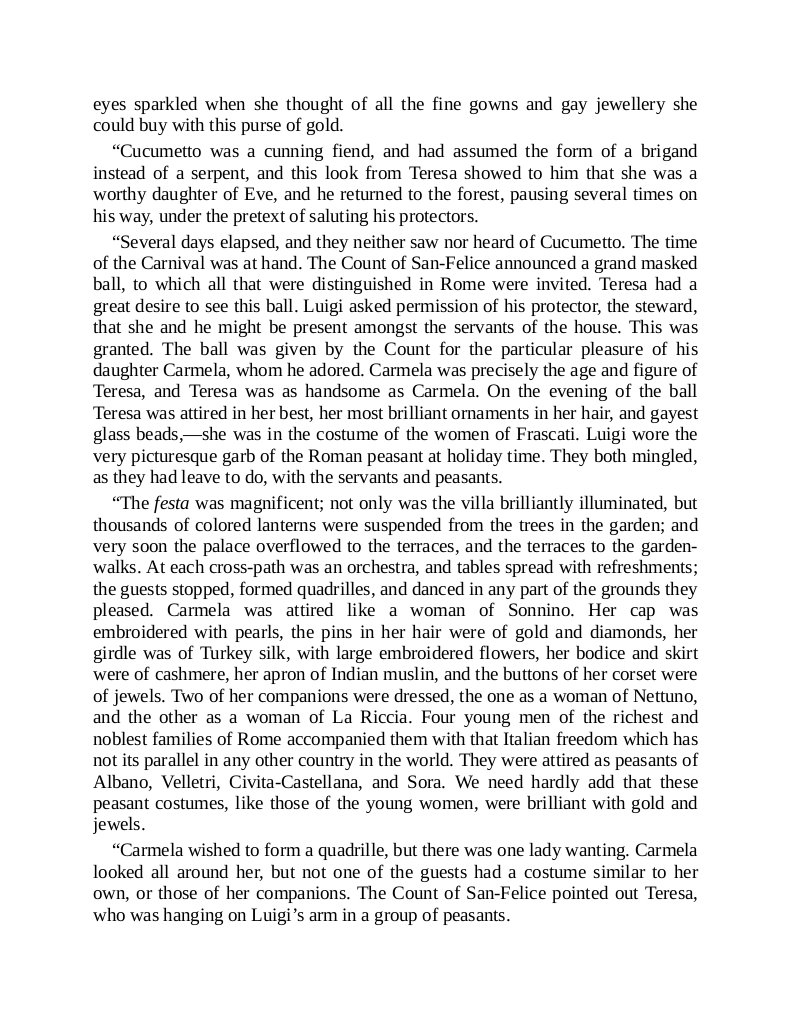 eyes sparkled when she thought of all the fine gowns and gay jewellery she
could buy with this purse of gold.
“Cucumetto was a cunning fiend, and had assumed the form of a brigand
instead of a serpent, and this look from Teresa showed to him that she was a
worthy daughter of Eve, and he returned to the forest, pausing several times on
his way, under the pretext of saluting his protectors.
“Several days elapsed, and they neither saw nor heard of Cucumetto. The time
of the Carnival was at hand. The Count of San-Felice announced a grand masked
ball, to which all that were distinguished in Rome were invited. Teresa had a
great desire to see this ball. Luigi asked permission of his protector, the steward,
that she and he might be present amongst the servants of the house. This was
granted. The ball was given by the Count for the particular pleasure of his
daughter Carmela, whom he adored. Carmela was precisely the age and figure of
Teresa, and Teresa was as handsome as Carmela. On the evening of the ball
Teresa was attired in her best, her most brilliant ornaments in her hair, and gayest
glass beads,—she was in the costume of the women of Frascati. Luigi wore the
very picturesque garb of the Roman peasant at holiday time. They both mingled,
as they had leave to do, with the servants and peasants.
“The festa was magnificent; not only was the villa brilliantly illuminated, but
thousands of colored lanterns were suspended from the trees in the garden; and
very soon the palace overflowed to the terraces, and the terraces to the garden-
walks. At each cross-path was an orchestra, and tables spread with refreshments;
the guests stopped, formed quadrilles, and danced in any part of the grounds they
pleased. Carmela was attired like a woman of Sonnino. Her cap was
embroidered with pearls, the pins in her hair were of gold and diamonds, her
girdle was of Turkey silk, with large embroidered flowers, her bodice and skirt
were of cashmere, her apron of Indian muslin, and the buttons of her corset were
of jewels. Two of her companions were dressed, the one as a woman of Nettuno,
and the other as a woman of La Riccia. Four young men of the richest and
noblest families of Rome accompanied them with that Italian freedom which has
not its parallel in any other country in the world. They were attired as peasants of
Albano, Velletri, Civita-Castellana, and Sora. We need hardly add that these
peasant costumes, like those of the young women, were brilliant with gold and
jewels.
“Carmela wished to form a quadrille, but there was one lady wanting. Carmela
looked all around her, but not one of the guests had a costume similar to her
own, or those of her companions. The Count of San-Felice pointed out Teresa,
who was hanging on Luigi’s arm in a group of peasants.